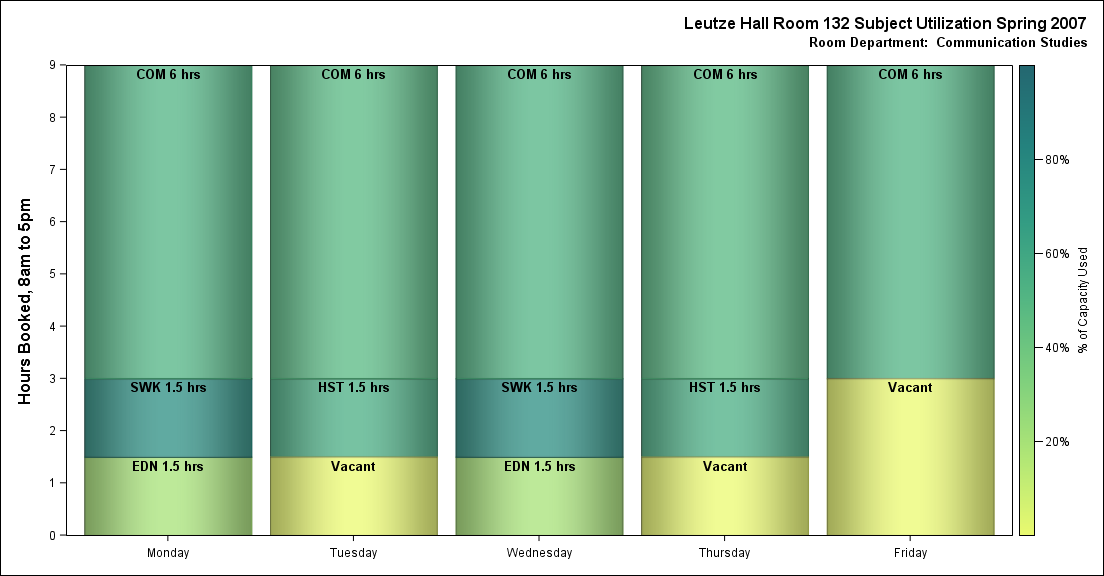 Leutze Hall Room 132 Subject Utilization Spring 2007
Room Department: Communication Studies
Hours Booked, 8am to 5pm
9
8
7
6
5
4
3
2
1
0
COM 6 hrs
SWK 1.5 hrs
EDN 1.5 hrs
COM 6 hrs
HST 1.5 hrs
Vacant
COM 6 hrs
SWK 1.5 hrs
EDN 1.5 hrs
COM 6 hrs
HST 1.5 hrs
Vacant
COM 6 hrs
Vacant
Monday
Tuesday
Wednesday
Thursday
Friday
80%
60%
40%
20%
% of Capacity Used